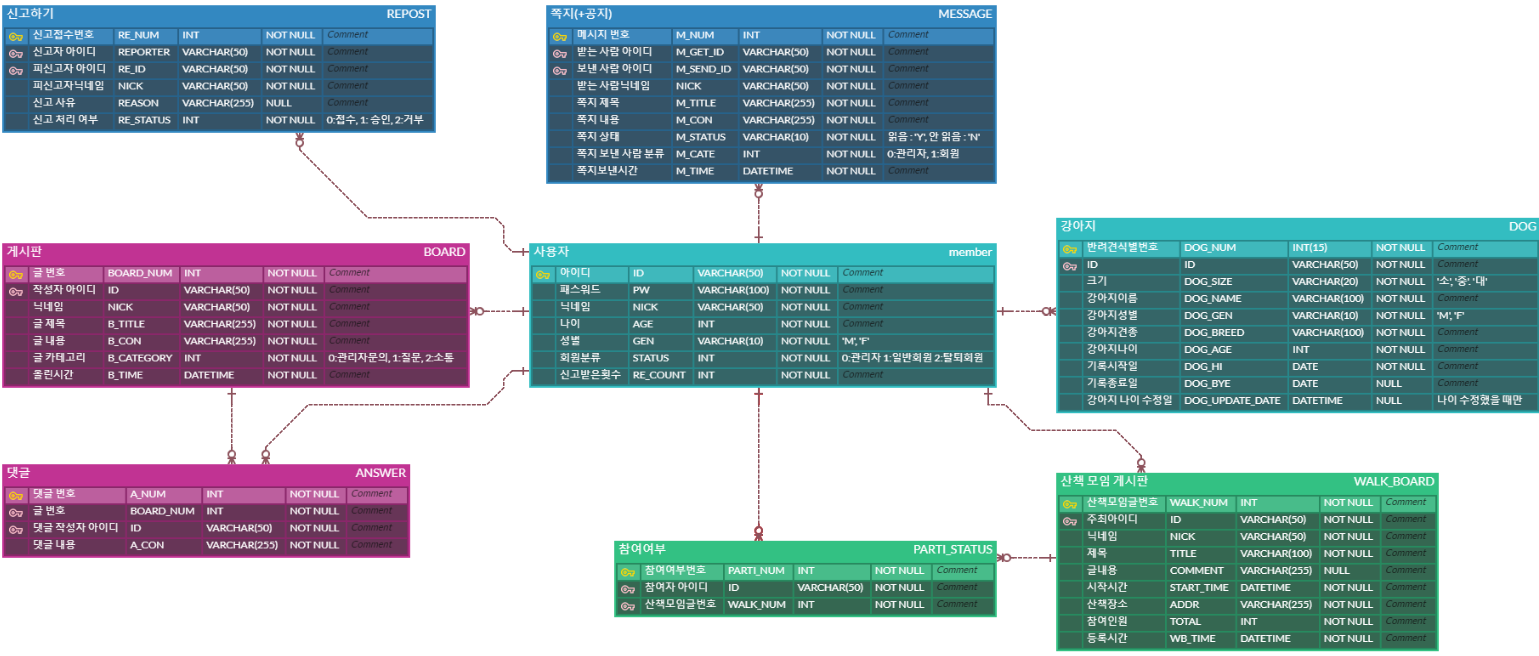 신고하기 REPOST
신고접수번호 RE_NUM INT NOT NULL Comment
신고자 아이디 REPORTER VARCHAR(50) NOT NULL Comment
피신고자 아이디 RE_ID VARCHAR(50) NOT NULL Comment
피신고자닉네임 NICK VARCHAR(50) NOT NULL Comment
신고 사유 REASON VARCHAR(255) NULL Comment
신고 처리 여부 RE_STATUS INT NOT NULL 0:접수, 1: 승인, 2:거부
쪽지(+공지) MESSAGE
메시지 번호 M_NUM INT NOT NULL Comment
받는 사람 아이디 M_GET_ID VARCHAR(50) NOT NULL Comment
보낸 사람 아이디 M_SEND_ID VARCHAR(50) NOT NULL Comment
받는 사람닉네임 NICK VARCHAR(50) NOT NULL Comment
쪽지 제목 M_TITLE VARCHAR(255) NOT NULL Comment
쪽지 내용 M_CON VARCHAR(255) NOT NULL Comment
쪽지 상태 M_STATUS VARCHAR(10) NOT NULL 읽음 : 'Y', 안 읽음 : 'N'
쪽지 보낸 사람 분류 M_CATE INT NOT NULL 0:관리자, 1:회원
쪽지보낸시간 M_TIME DATETIME NOT NULL Comment
게시판 BOARD
글 번호 BOARD_NUM INT NOT NULL Comment
작성자 아이디 ID VARCHAR(50) NOT NULL Comment
닉네임 NICK VARCHAR(50) NOT NULL Comment
글 제목 B_TITLE VARCHAR(255) NOT NULL Comment
글 내용 B_CON VARCHAR(255) NOT NULL Comment
글 카테고리 B_CATEGORY INT NOT NULL 0:관리자문의, 1:질문, 2:소통
올린시간 B_TIME DATETIME NOT NULL Comment
사용자 member
아이디 ID VARCHAR(50) NOT NULL Comment
패스워드 PW VARCHAR(100) NOT NULL Comment
닉네임 NICK VARCHAR(50) NOT NULL Comment
나이 AGE INT NOT NULL Comment
성별 GEN VARCHAR(10) NOT NULL 'M', 'F'
회원분류 STATUS INT NOT NULL 0:관리자 1:일반회원 2:탈퇴회원
신고받은횟수 RE_COUNT INT NOT NULL Comment
강아지 DOG
반려견식별번호 DOG_NUM INT(15) NOT NULL Comment
ID ID VARCHAR(50) NOT NULL Comment
크기 DOG_SIZE VARCHAR(20) NOT NULL '소', '중', '대'
강아지이름 DOG_NAME VARCHAR(100) NOT NULL Comment
강아지성별 DOG_GEN VARCHAR(10) NOT NULL 'M', 'F'
강아지견종 DOG_BREED VARCHAR(100) NOT NULL Comment
강아지나이 DOG_AGE INT NOT NULL Comment
기록시작일 DOG_HI DATE NOT NULL Comment
기록종료일 DOG_BYE DATE NULL Comment
강아지 나이 수정일 DOG_UPDATE_DATE DATETIME NULL 나이 수정했을 때만
댓글 ANSWER
댓글 번호 A_NUM INT NOT NULL Comment
글 번호 BOARD_NUM INT NOT NULL Comment
댓글 작성자 아이디 ID VARCHAR(50) NOT NULL Comment
댓글 내용 A_CON VARCHAR(255) NOT NULL Comment
참여여부 PARTI_STATUS
참여여부번호 PARTI_NUM INT NOT NULL Comment
참여자 아이디 ID VARCHAR(50) NOT NULL Comment
산책모임글번호 WALK_NUM INT NOT NULL Comment
산책 모임 게시판 WALK_BOARD
산책모임글번호 WALK_NUM INT NOT NULL Comment
주최아이디 ID VARCHAR(50) NOT NULL Comment
닉네임 NICK VARCHAR(50) NOT NULL Comment
제목 TITLE VARCHAR(100) NOT NULL Comment
글내용 COMMENT VARCHAR(255) NULL Comment
시작시간 START_TIME DATETIME NOT NULL Comment
산책장소 ADDR VARCHAR(255) NOT NULL Comment
참여인원 TOTAL INT NOT NULL Comment
등록시간 WB_TIME DATETIME NOT NULL Comment